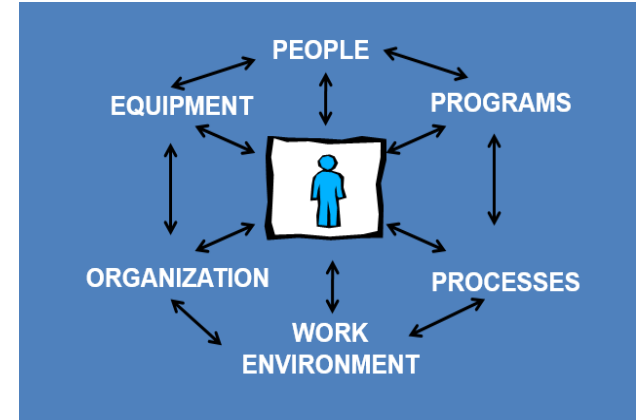 PEOPLE
EQUIPMENT
PROGRAMS
ORGANIZATION
PROCESSES
WORK
ENVIRONMENT